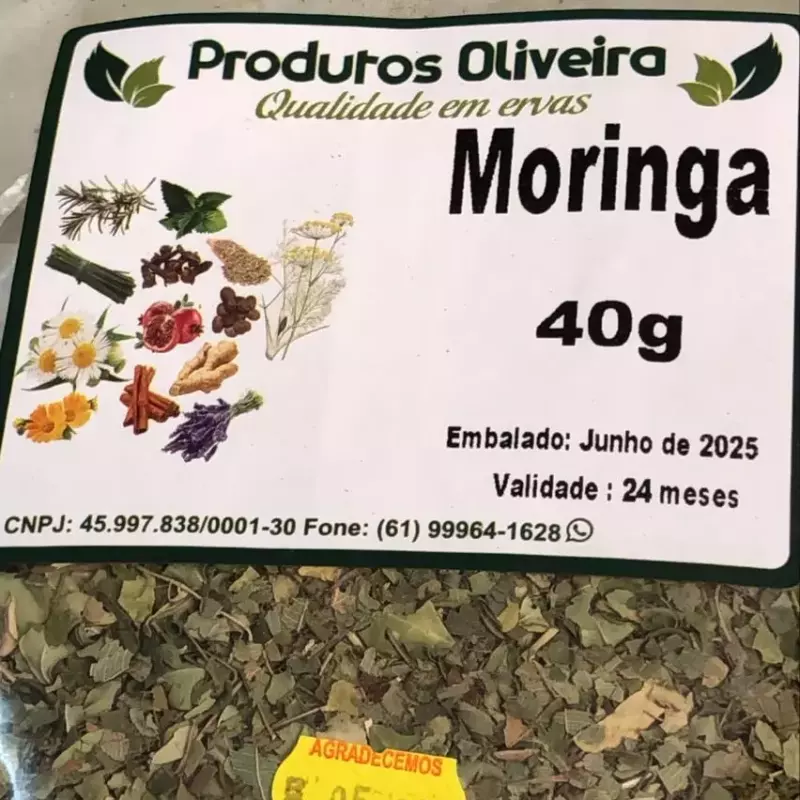 Produtos Oliveira
Qualidade em ervas
Moringa
40g
Embalado: Junho de 2025
Validade : 24 meses
CNPJ: 45.997.838/0001-30 Fone: (61) 99964-1628
AGRADECEMOS